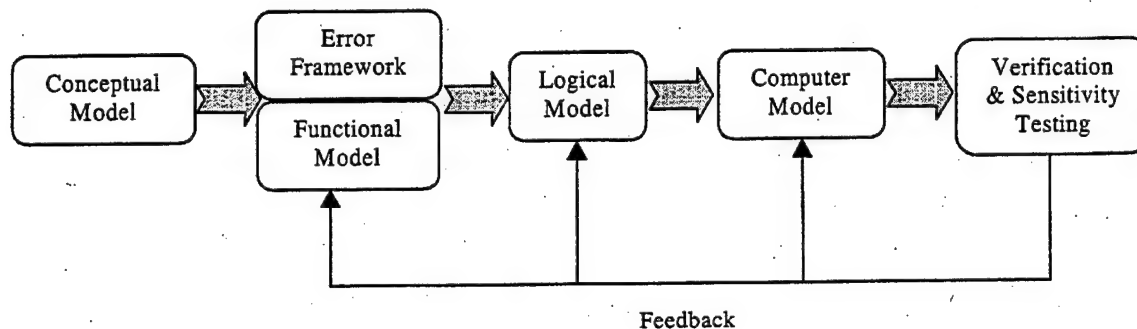 Conceptual
Model
Error
Framework
Functional
Model
Logical
Model
Computer
Model
Verification
& Sensitivity
Testing
Feedback